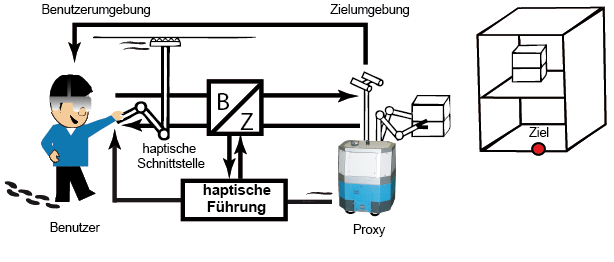 Benutzerumgebung
Zielumgebung
B
Z
Ziel
haptische
Schnittstelle
haptische
Führung
Benutzer
Proxy